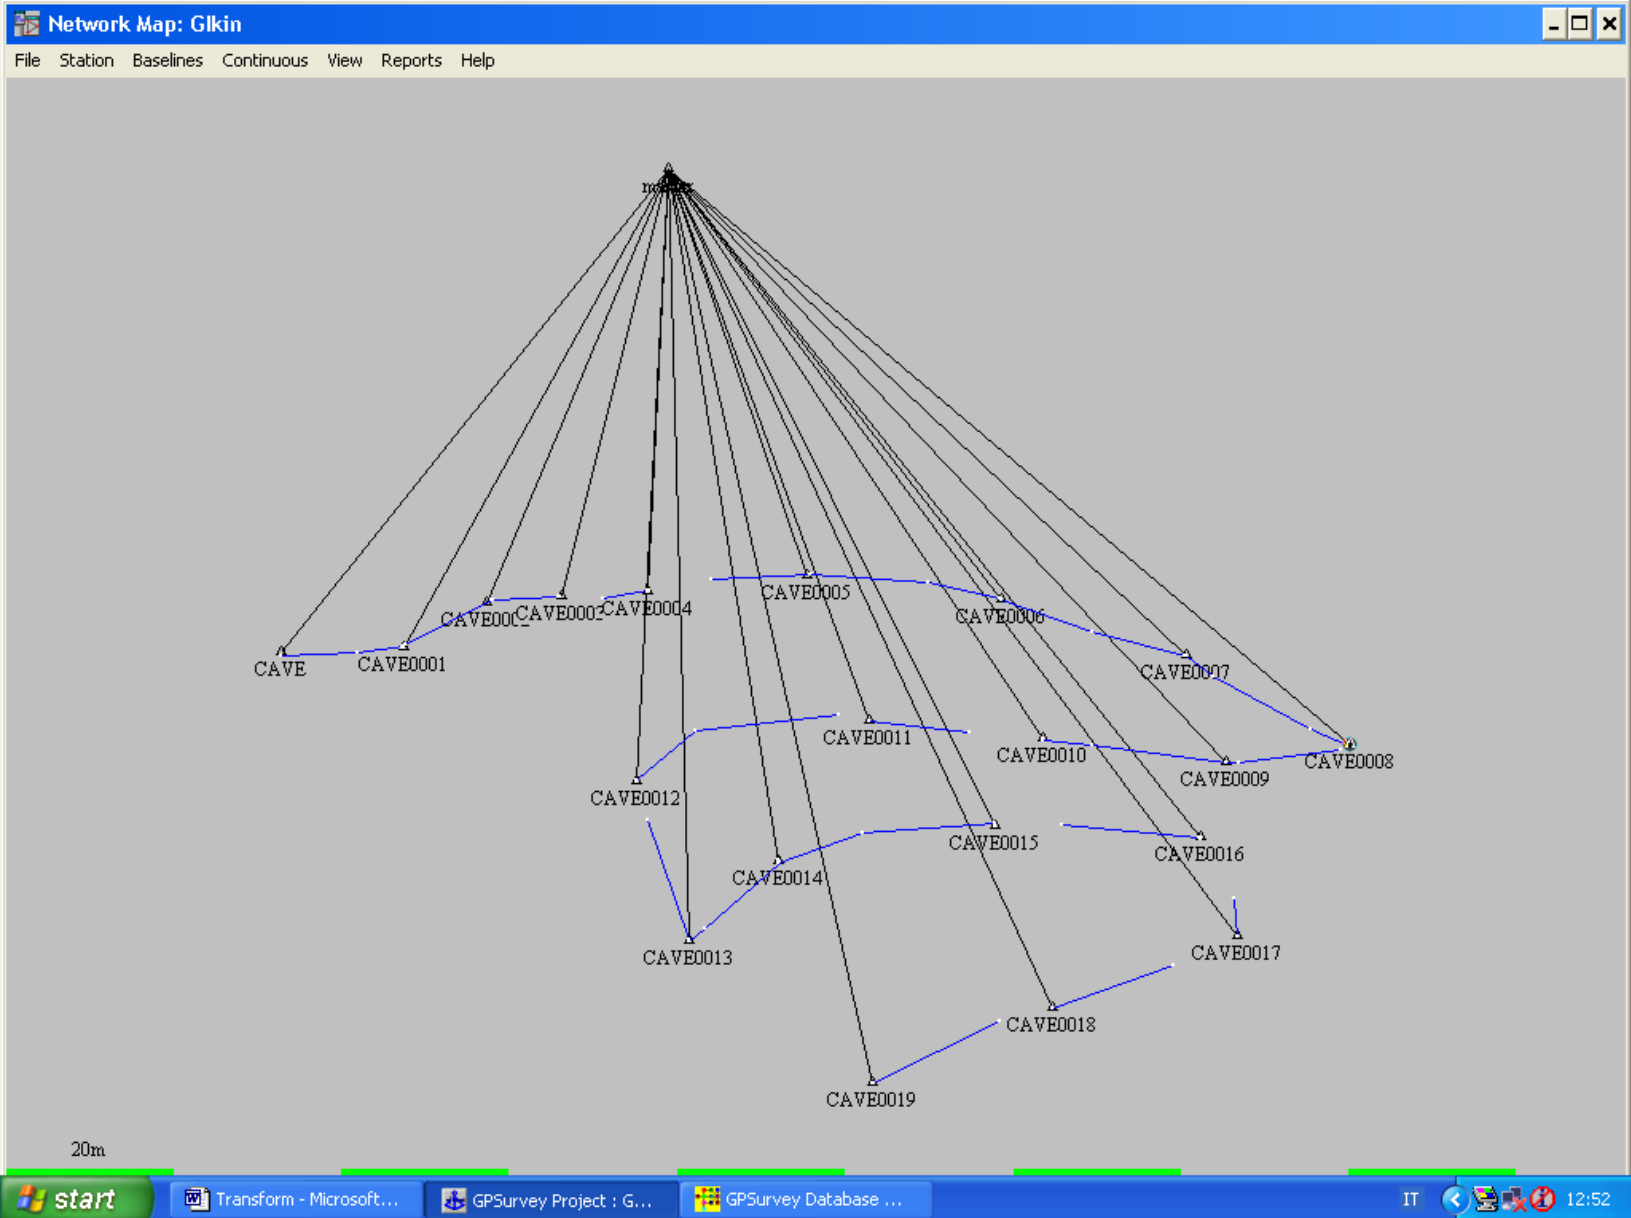 Network Map: Glkin
File Station Baselines Continuous View Reports Help
CAVE0005
CAVE0003 CAVE0004
CAVE0006
CAVE CAVE0001
CAVE0007
CAVE0011
CAVE0010
CAVE0008
CAVE0009
CAVE0012
CAVE0015
CAVE0016
CAVE0014
CAVE0017
CAVE0013
CAVE0018
CAVE0019
20m
start Transform - Microsoft... GPSurvey Project : G... GPSurvey Database ... IT 12:52